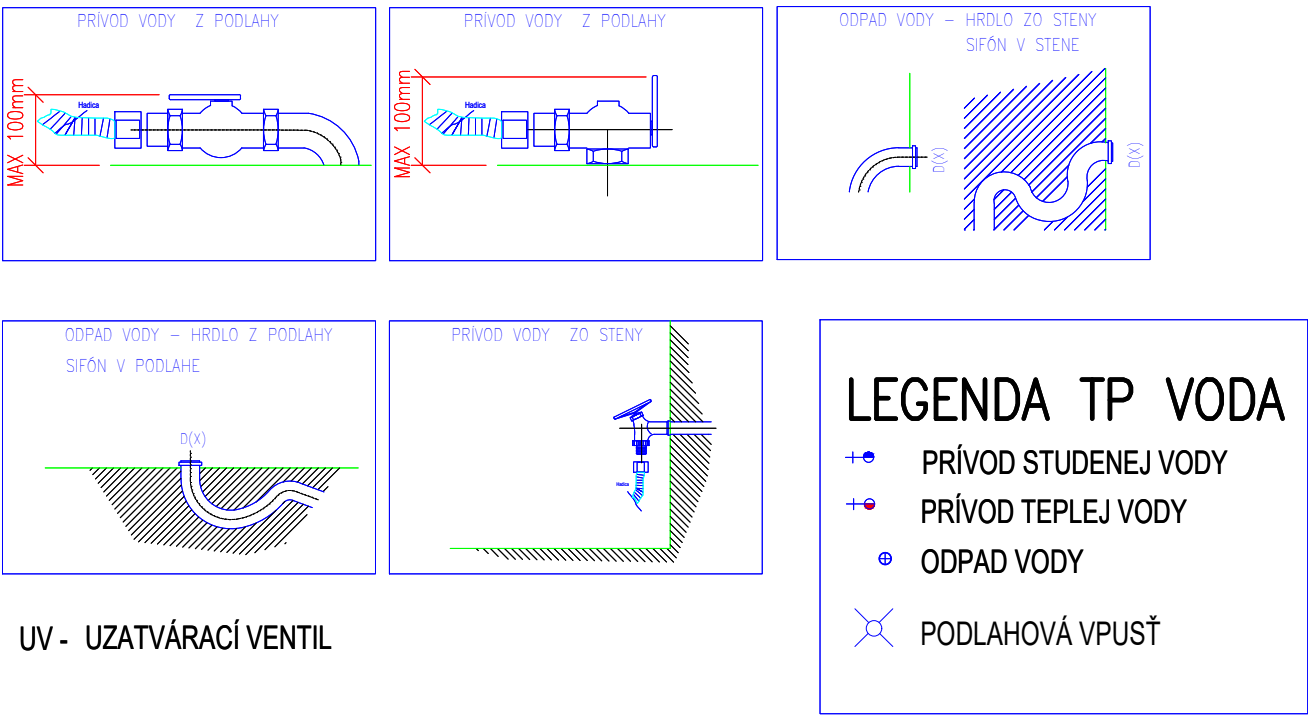 PRÍVOD VODY Z PODLAHY
MAX 100mm
Hadica
PRÍVOD VODY Z PODLAHY
MAX 100mm
Hadica
ODPAD VODY – HRDLO ZO STENY
SIFÓN V STENE
D(X)
D(X)
ODPAD VODY – HRDLO Z PODLAHY
SIFÓN V PODLAHE
D(X)
PRÍVOD VODY ZO STENY
Hadica
LEGENDA TP VODA
PRÍVOD STUDENEJ VODY
PRÍVOD TEPLEJ VODY
ODPAD VODY
PODLAHOVÁ VPUSŤ
UV - UZATVÁRACÍ VENTIL